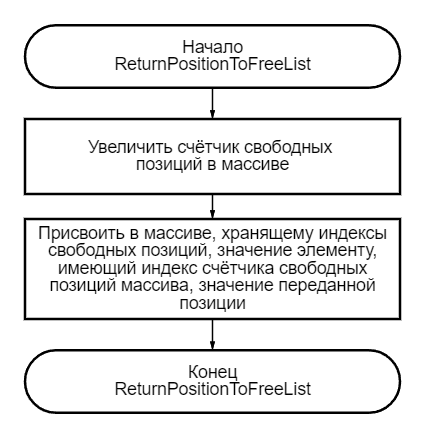 Начало
ReturnPositionToFreeList
Увеличить счётчик свободных
позиций в массиве
Присвоить в массиве, хранящему индексы
свободных позиций, значение элементу,
имеющий индекс счётчика свободных
позиций массива, значение переданной
позиции
Конец
ReturnPositionToFreeList